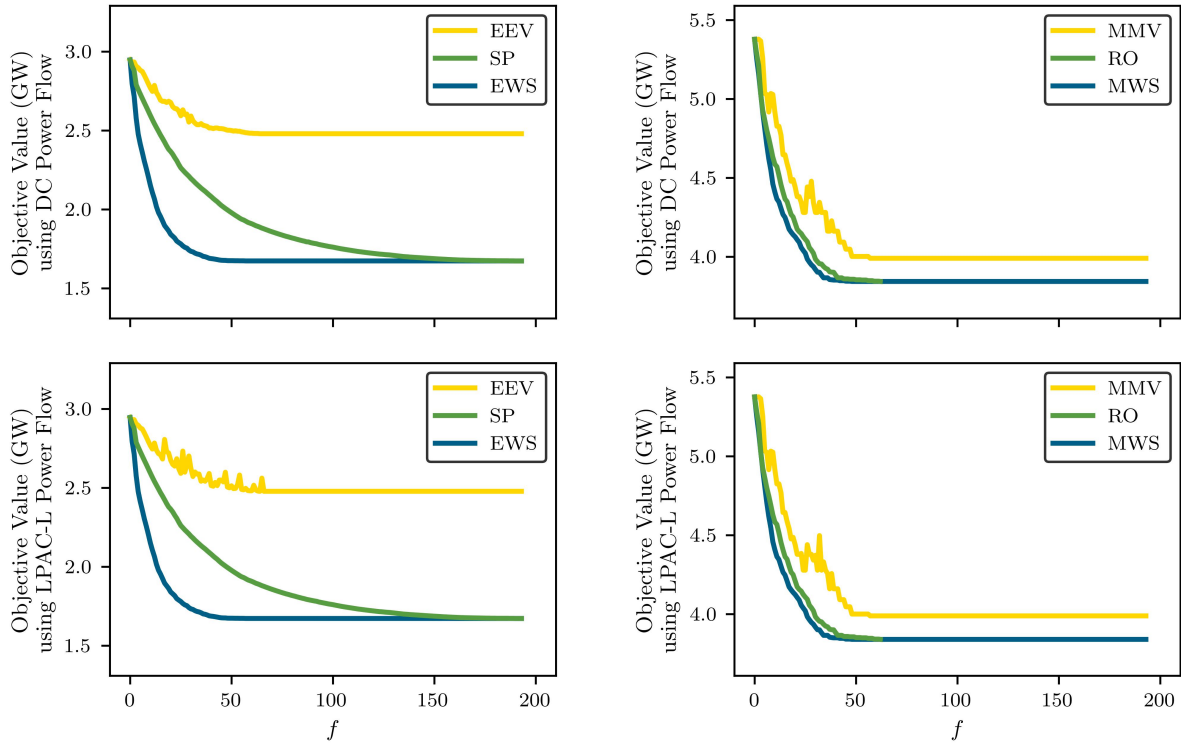 Objective Value (GW)
using DC Power Flow
3.0
2.5
2.0
1.5
EEV
SP
EWS
Objective Value (GW)
using DC Power Flow
5.5
5.0
4.5
4.0
MMV
RO
MWS
Objective Value (GW)
using LPAC-L Power Flow
3.0
2.5
2.0
1.5
EEV
SP
EWS
0 50 100 150 200
f
Objective Value (GW)
using LPAC-L Power Flow
5.5
5.0
4.5
4.0
MMV
RO
MWS
0 50 100 150 200
f